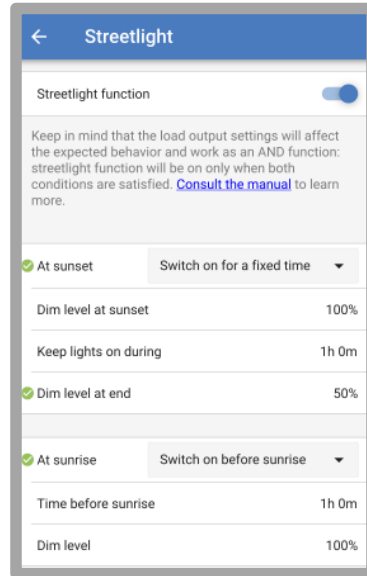 Streetlight
Streetlight function
Keep in mind that the load output settings will affect
the expected behavior and work as an AND function:
streetlight function will be on only when both
conditions are satisfied. Consult the manual to learn
more.
At sunset Switch on for a fixed time
Dim level at sunset 100%
Keep lights on during 1h 0m
Dim level at end 50%
At sunrise Switch on before sunrise
Time before sunrise 1h 0m
Dim level 100%